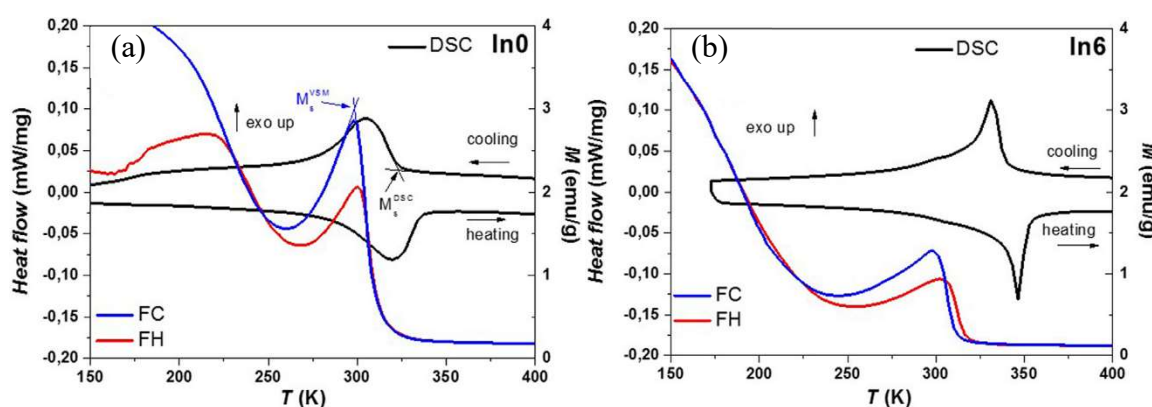 (a)
DSC
In0
M_s^VSM
exo up
cooling
M_s^DSC
heating
FC
FH
0,20
0,15
0,10
0,05
0,00
-0,05
-0,10
-0,15
-0,20
Heat flow (mW/mg)
4
3
2
1
0
M (emu/g)
150 200 250 300 350 400
T (K)
(b)
DSC
In6
exo up
cooling
heating
FC
FH
0,20
0,15
0,10
0,05
0,00
-0,05
-0,10
-0,15
-0,20
Heat flow (mW/mg)
4
3
2
1
0
M (emu/g)
150 200 250 300 350 400
T (K)